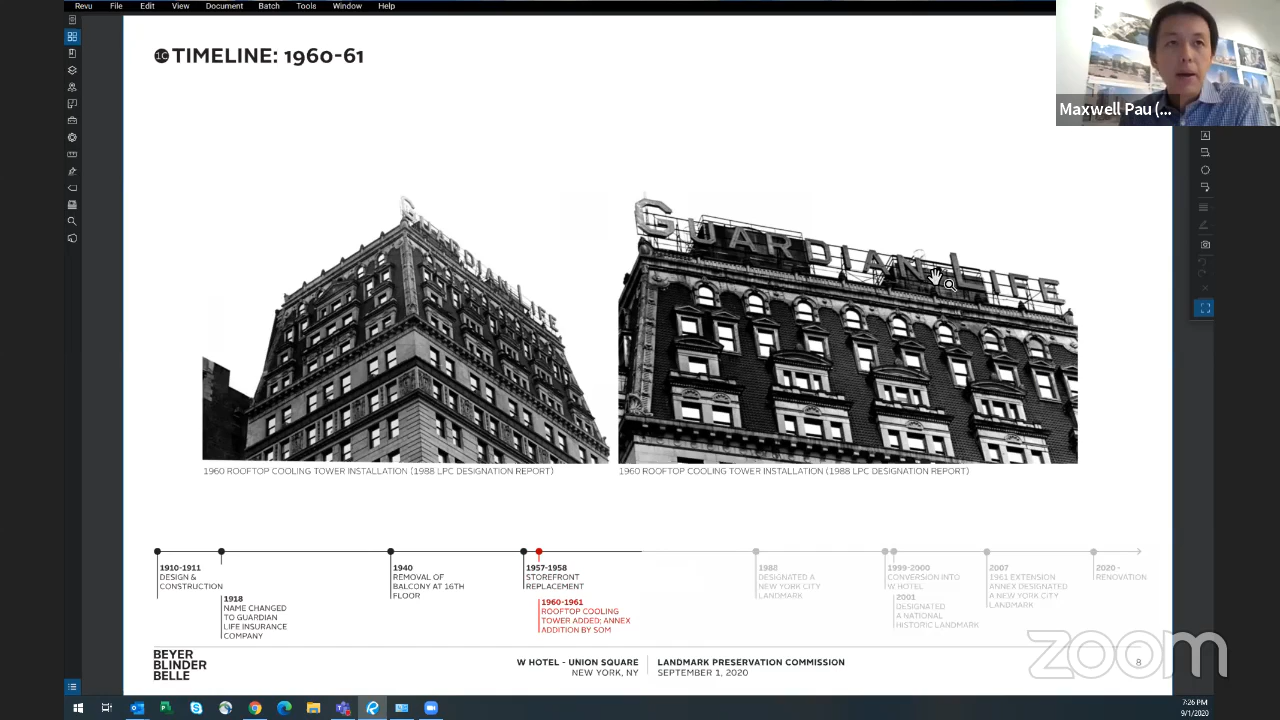 Revu File Edit View Document Batch Tools Window Help
1C TIMELINE: 1960-61
Maxwell Pau (...
GUARDIAN LIFE
GUARDIAN LIFE
1960 ROOFTOP COOLING TOWER INSTALLATION (1988 LPC DESIGNATION REPORT)
1960 ROOFTOP COOLING TOWER INSTALLATION (1988 LPC DESIGNATION REPORT)
1910-1911
DESIGN &
CONSTRUCTION
1918
NAME CHANGED
TO GUARDIAN
LIFE INSURANCE
COMPANY
1940
REMOVAL OF
BALCONY AT 16TH
FLOOR
1957-1958
STOREFRONT
REPLACEMENT
1960-1961
ROOFTOP COOLING
TOWER ADDED; ANNEX
ADDITION BY SOM
1988
DESIGNATED A
NEW YORK CITY
LANDMARK
1999-2000
CONVERSION INTO
W HOTEL
2001
DESIGNATED
A NATIONAL
HISTORIC LANDMARK
2007
1961 EXTENSION
ANNEX DESIGNATED
A NEW YORK CITY
LANDMARK
2020 -
RENOVATION
BEYER
BLINDER
BELLE
W HOTEL - UNION SQUARE
NEW YORK, NY
LANDMARK PRESERVATION COMMISSION
SEPTEMBER 1, 2020
8
zoom
7:26 PM
9/1/2020